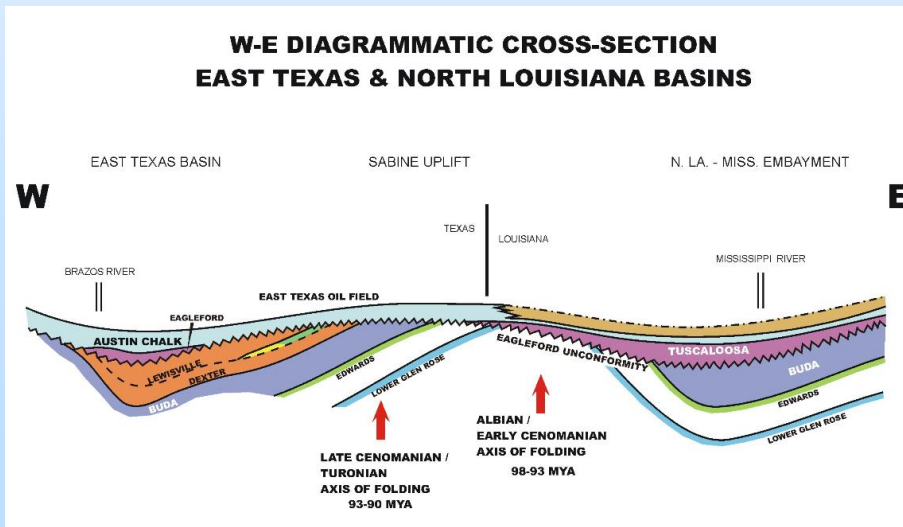 W-E DIAGRAMMATIC CROSS-SECTION
EAST TEXAS & NORTH LOUISIANA BASINS
EAST TEXAS BASIN
SABINE UPLIFT
N. LA. - MISS. EMBAYMENT
W
E
TEXAS
LOUISIANA
BRAZOS RIVER
MISSISSIPPI RIVER
EAST TEXAS OIL FIELD
EAGLEFORD
AUSTIN CHALK
LEWISVILLE
DEXTER
BUDA
EDWARDS
LOWER GLEN ROSE
EAGLEFORD UNCONFORMITY
TUSCALOOSA
BUDA
EDWARDS
LOWER GLEN ROSE
LATE CENOMANIAN /
TURONIAN
AXIS OF FOLDING
93-90 MYA
ALBIAN /
EARLY CENOMANIAN
AXIS OF FOLDING
98-93 MYA